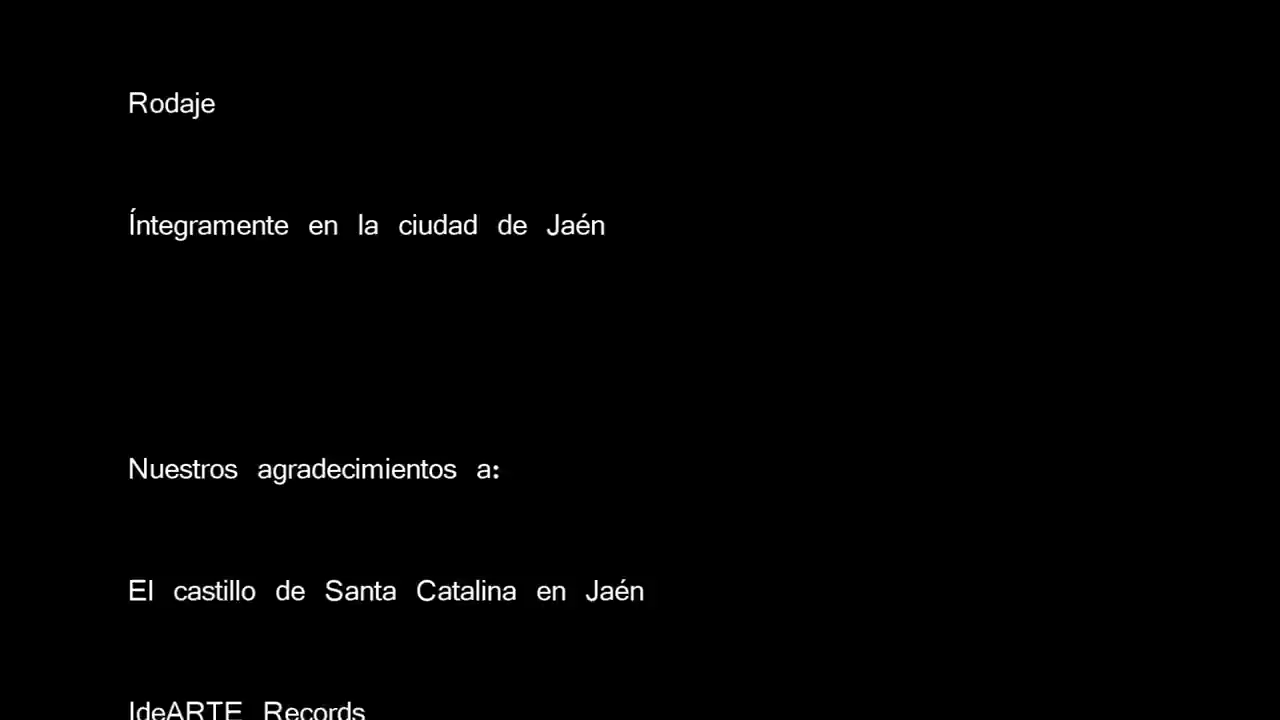 Rodaje
Íntegramente en la ciudad de Jaén
Nuestros agradecimientos a:
El castillo de Santa Catalina en Jaén
IdeARTE Records